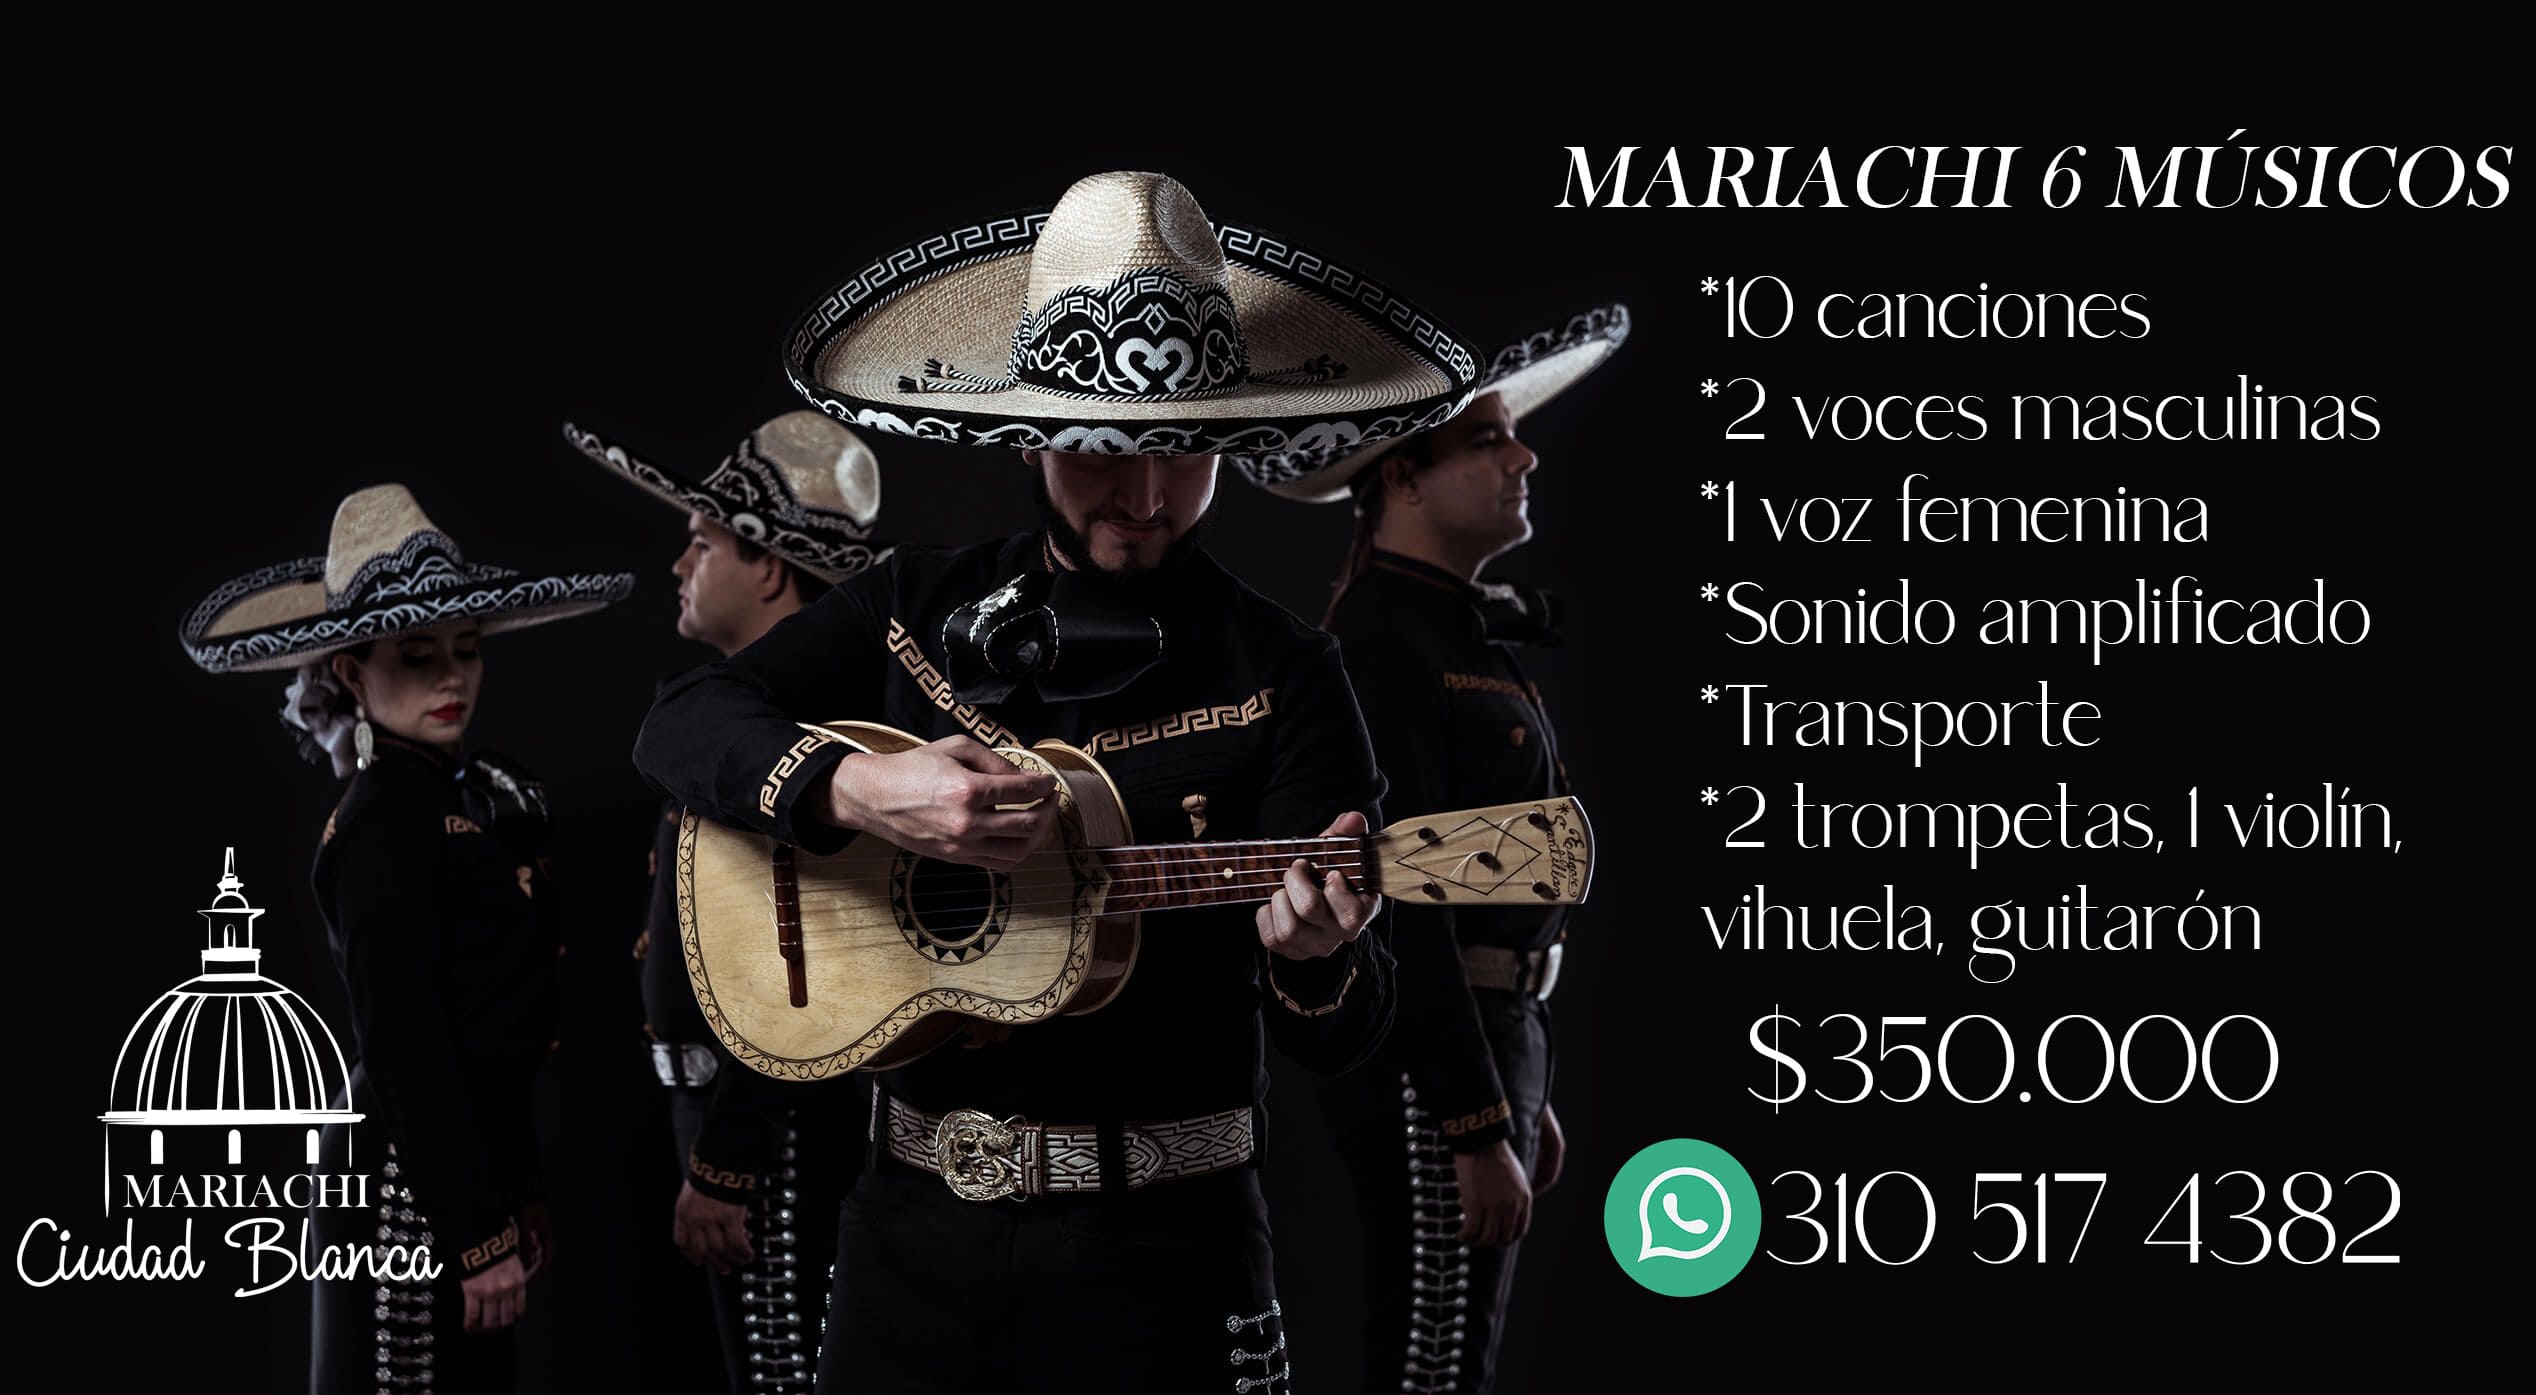 MARIACHI 6 MÚSICOS
*10 canciones
*2 voces masculinas
*1 voz femenina
*Sonido amplificado
*Transporte
*2 trompetas, 1 violín,
vihuela, guitarón
$350.000
310 517 4382
MARIACHI
Ciudad Blanca